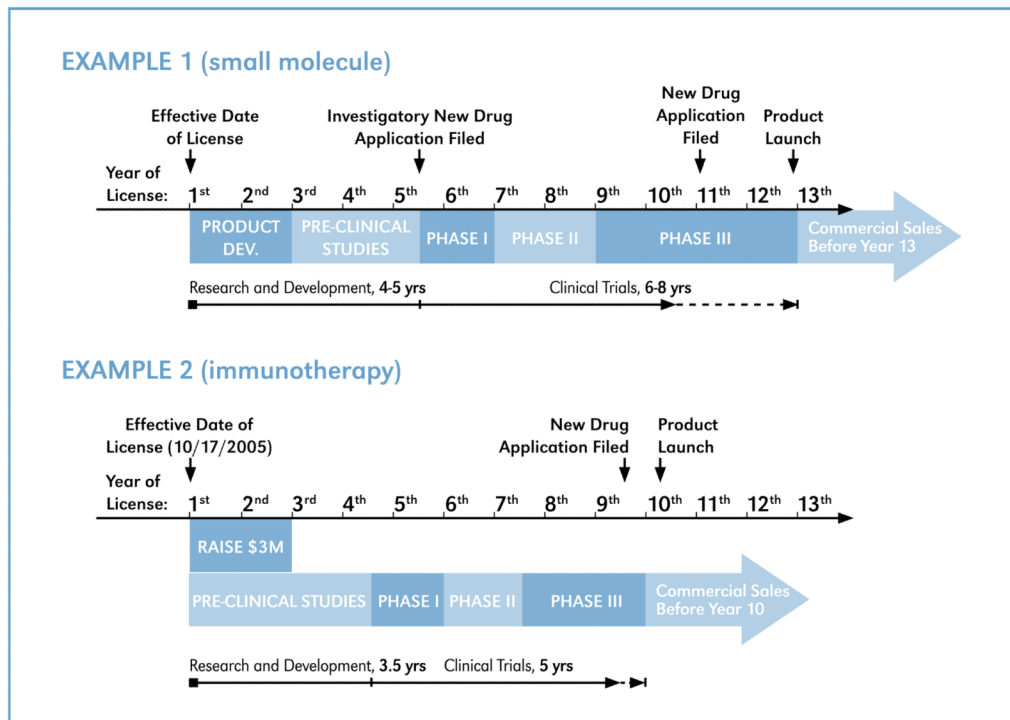 EXAMPLE 1 (small molecule)
Effective Date
of License
Investigatory New Drug
Application Filed
New Drug
Application
Filed
Product
Launch
Year of
License:
1st 2nd 3rd 4th 5th 6th 7th 8th 9th 10th 11th 12th 13th
PRODUCT
DEV.
PRE-CLINICAL
STUDIES
PHASE I
PHASE II
PHASE III
Commercial Sales
Before Year 13
Research and Development, 4-5 yrs
Clinical Trials, 6-8 yrs
EXAMPLE 2 (immunotherapy)
Effective Date of
License (10/17/2005)
New Drug
Application Filed
Product
Launch
Year of
License:
1st 2nd 3rd 4th 5th 6th 7th 8th 9th 10th 11th 12th 13th
RAISE $3M
PRE-CLINICAL STUDIES
PHASE I
PHASE II
PHASE III
Commercial Sales
Before Year 10
Research and Development, 3.5 yrs
Clinical Trials, 5 yrs